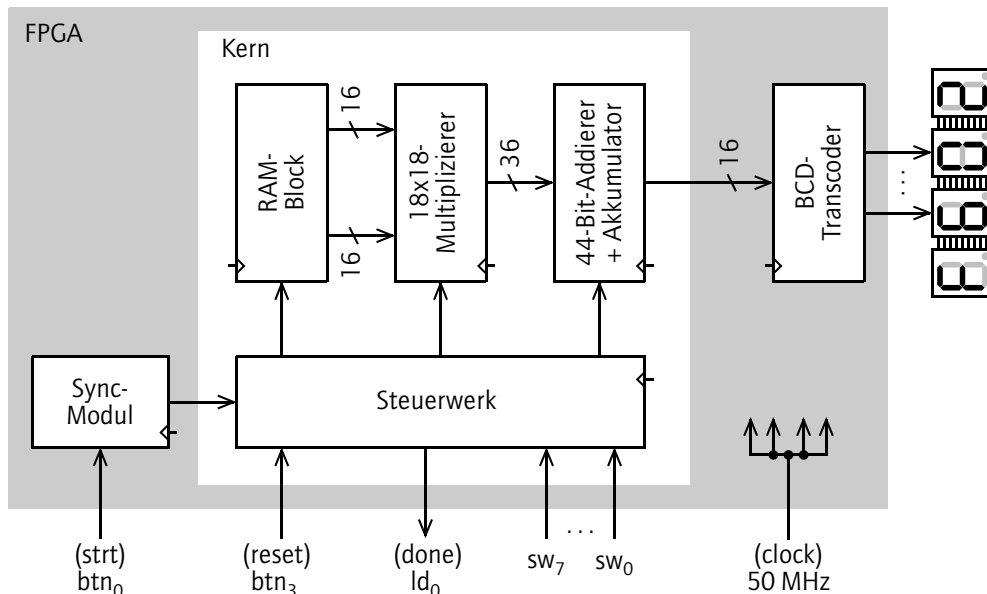 FPGA
Kern
RAM-
Block
16
16
18x18-
Multiplizierer
36
44-Bit-Addierer
+ Akkumulator
16
BCD-
Transcoder
...
Sync-
Modul
Steuerwerk
(strt)
btn₀
(reset)
btn₃
(done)
ld₀
sw₇ ... sw₀
(clock)
50 MHz